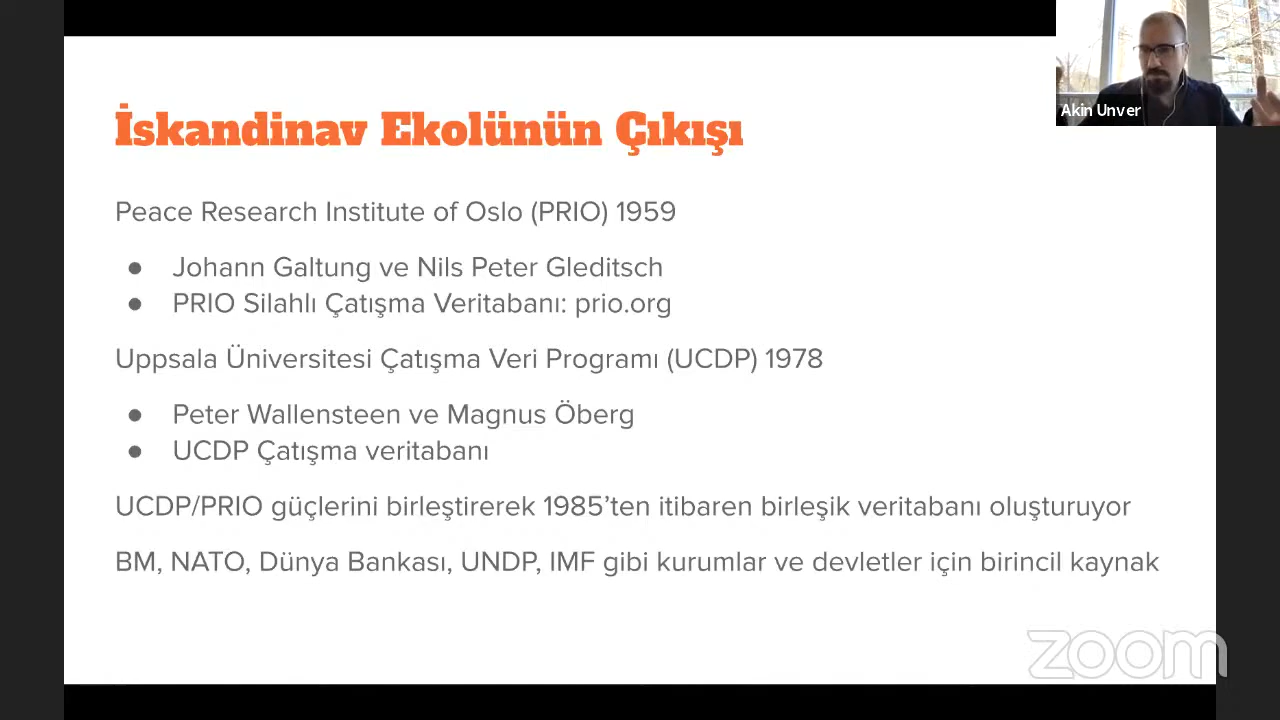 İskandinav Ekolünün Çıkışı
Peace Research Institute of Oslo (PRIO) 1959
● Johann Galtung ve Nils Peter Gleditsch
● PRIO Silahlı Çatışma Veritabanı: prio.org
Uppsala Üniversitesi Çatışma Veri Programı (UCDP) 1978
● Peter Wallensteen ve Magnus Öberg
● UCDP Çatışma veritabanı
UCDP/PRIO güçlerini birleştirerek 1985’ten itibaren birleşik veritabanı oluşturuyor
BM, NATO, Dünya Bankası, UNDP, IMF gibi kurumlar ve devletler için birincil kaynak
Akin Unver
zoom